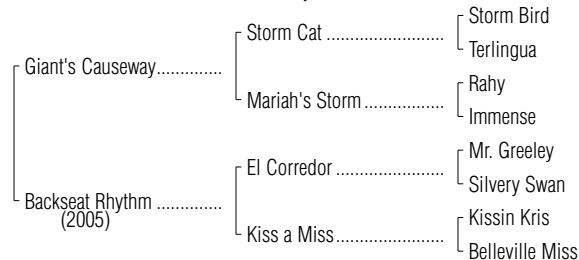 Storm Bird
Storm Cat ......................
Terlingua
Giant's Causeway.............
Rahy
Mariah's Storm ...............
Immense
Mr. Greeley
El Corredor ....................
Silvery Swan
Backseat Rhythm .............
(2005)
Kissin Kris
Kiss a Miss....................
Belleville Miss